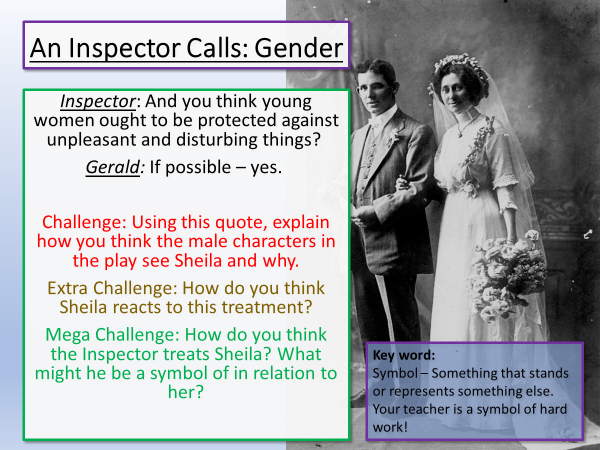 An Inspector Calls: Gender
Inspector: And you think young
women ought to be protected against
unpleasant and disturbing things?
Gerald: If possible – yes.
Challenge: Using this quote, explain
how you think the male characters in
the play see Sheila and why.
Extra Challenge: How do you think
Sheila reacts to this treatment?
Mega Challenge: How do you think
the Inspector treats Sheila? What
might he be a symbol of in relation to
her?
Key word:
Symbol – Something that stands
or represents something else.
Your teacher is a symbol of hard
work!